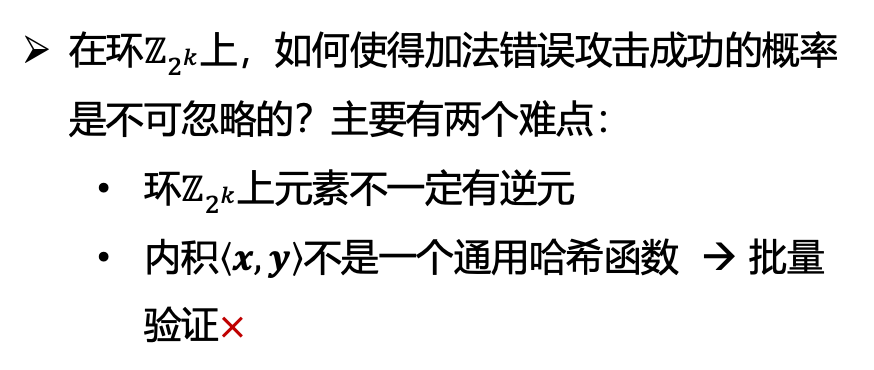 ➢ 在环ℤ₂ᵏ上，如何使得加法错误攻击成功的概率
是不可忽略的？主要有两个难点：
• 环ℤ₂ᵏ上元素不一定有逆元
• 内积⟨𝒙, 𝒚⟩不是一个通用哈希函数 → 批量
验证×